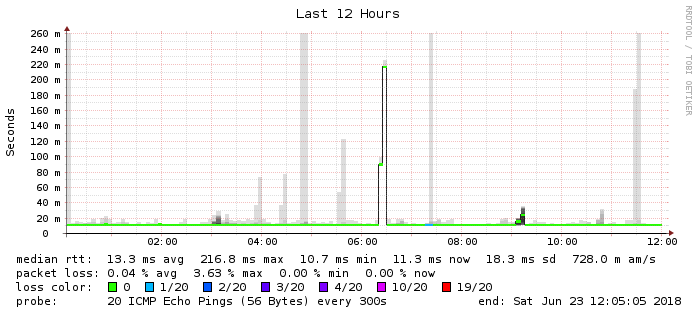 Last 12 Hours
RRDTOOL / TOBI OETIKER
Seconds
260 m
240 m
220 m
200 m
180 m
160 m
140 m
120 m
100 m
80 m
60 m
40 m
20 m
0
02:00 04:00 06:00 08:00 10:00 12:00
median rtt: 13.3 ms avg 216.8 ms max 10.7 ms min 11.3 ms now 18.3 ms sd 728.0 m am/s
packet loss: 0.04 % avg 3.63 % max 0.00 % min 0.00 % now
loss color: 0 1/20 2/20 3/20 4/20 10/20 19/20
probe: 20 ICMP Echo Pings (56 Bytes) every 300s end: Sat Jun 23 12:05:05 2018